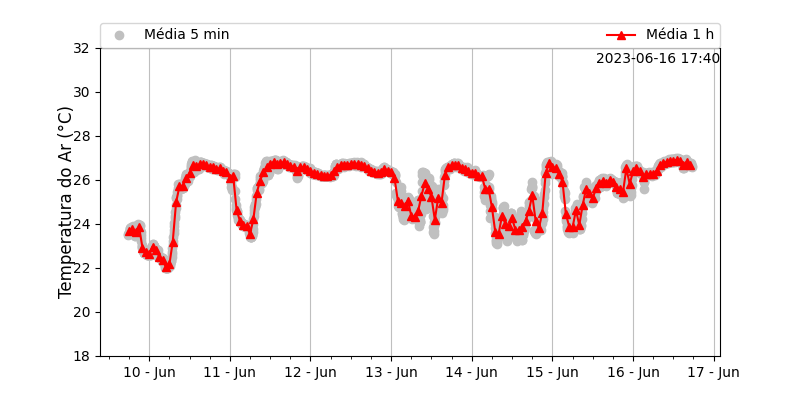 Média 5 min
Média 1 h
2023-06-16 17:40
Temperatura do Ar (°C)
32
30
28
26
24
22
20
18
10 - Jun
11 - Jun
12 - Jun
13 - Jun
14 - Jun
15 - Jun
16 - Jun
17 - Jun